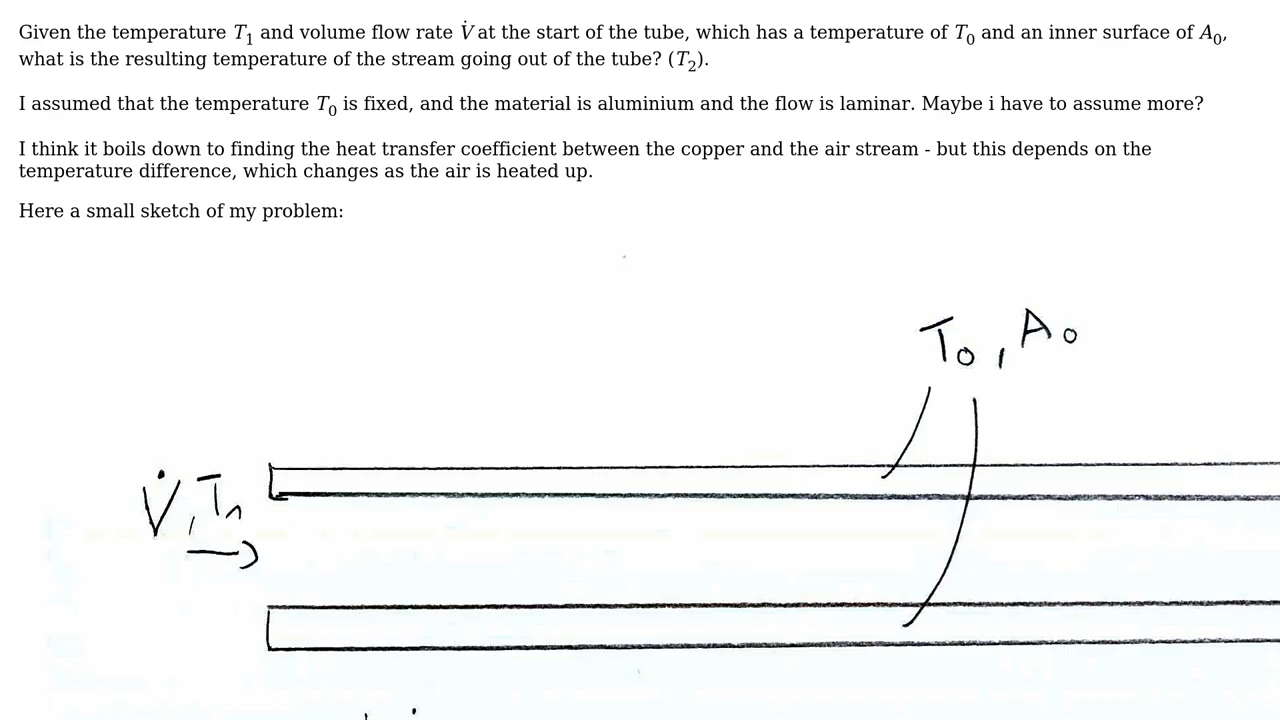 Given the temperature T₁ and volume flow rate V̇ at the start of the tube, which has a temperature of T₀ and an inner surface of A₀,
what is the resulting temperature of the stream going out of the tube? (T₂).
I assumed that the temperature T₀ is fixed, and the material is aluminium and the flow is laminar. Maybe i have to assume more?
I think it boils down to finding the heat transfer coefficient between the copper and the air stream - but this depends on the
temperature difference, which changes as the air is heated up.
Here a small sketch of my problem:
T₀, A₀
V̇, T₁